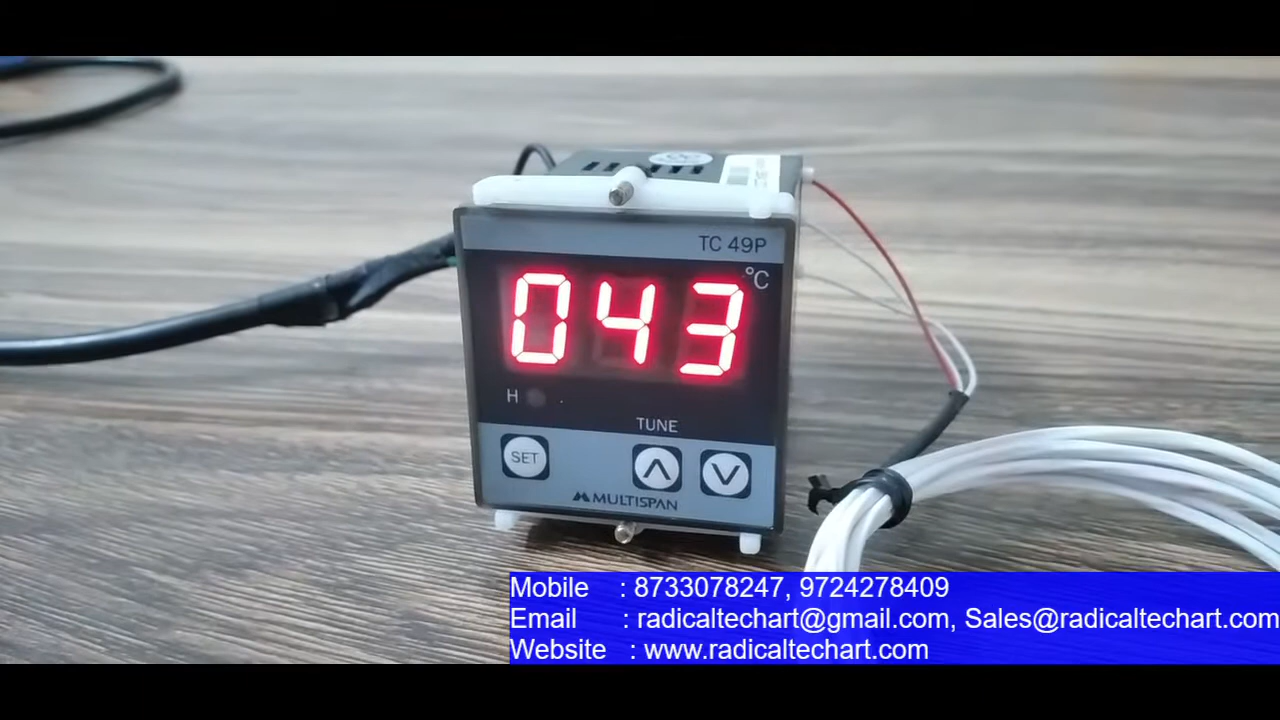 TC 49P
°C
043
H
TUNE
SET
MULTISPAN
Mobile : 8733078247, 9724278409
Email : radicaltechart@gmail.com, Sales@radicaltechart.com
Website : www.radicaltechart.com